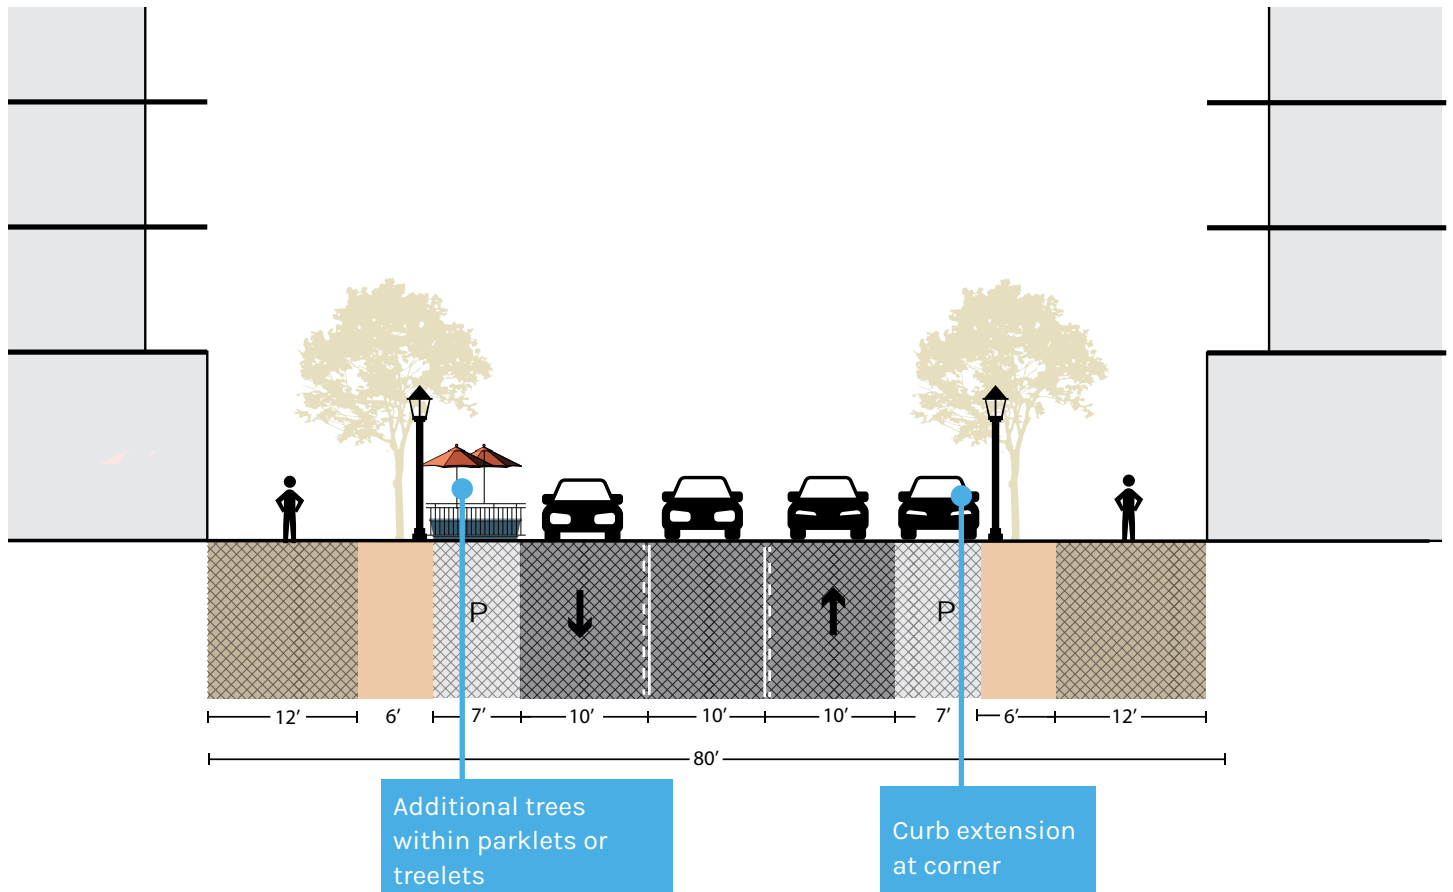 P
P
12′
6′
7′
10′
10′
10′
7′
6′
12′
80′
Additional trees
within parklets or
treelets
Curb extension
at corner